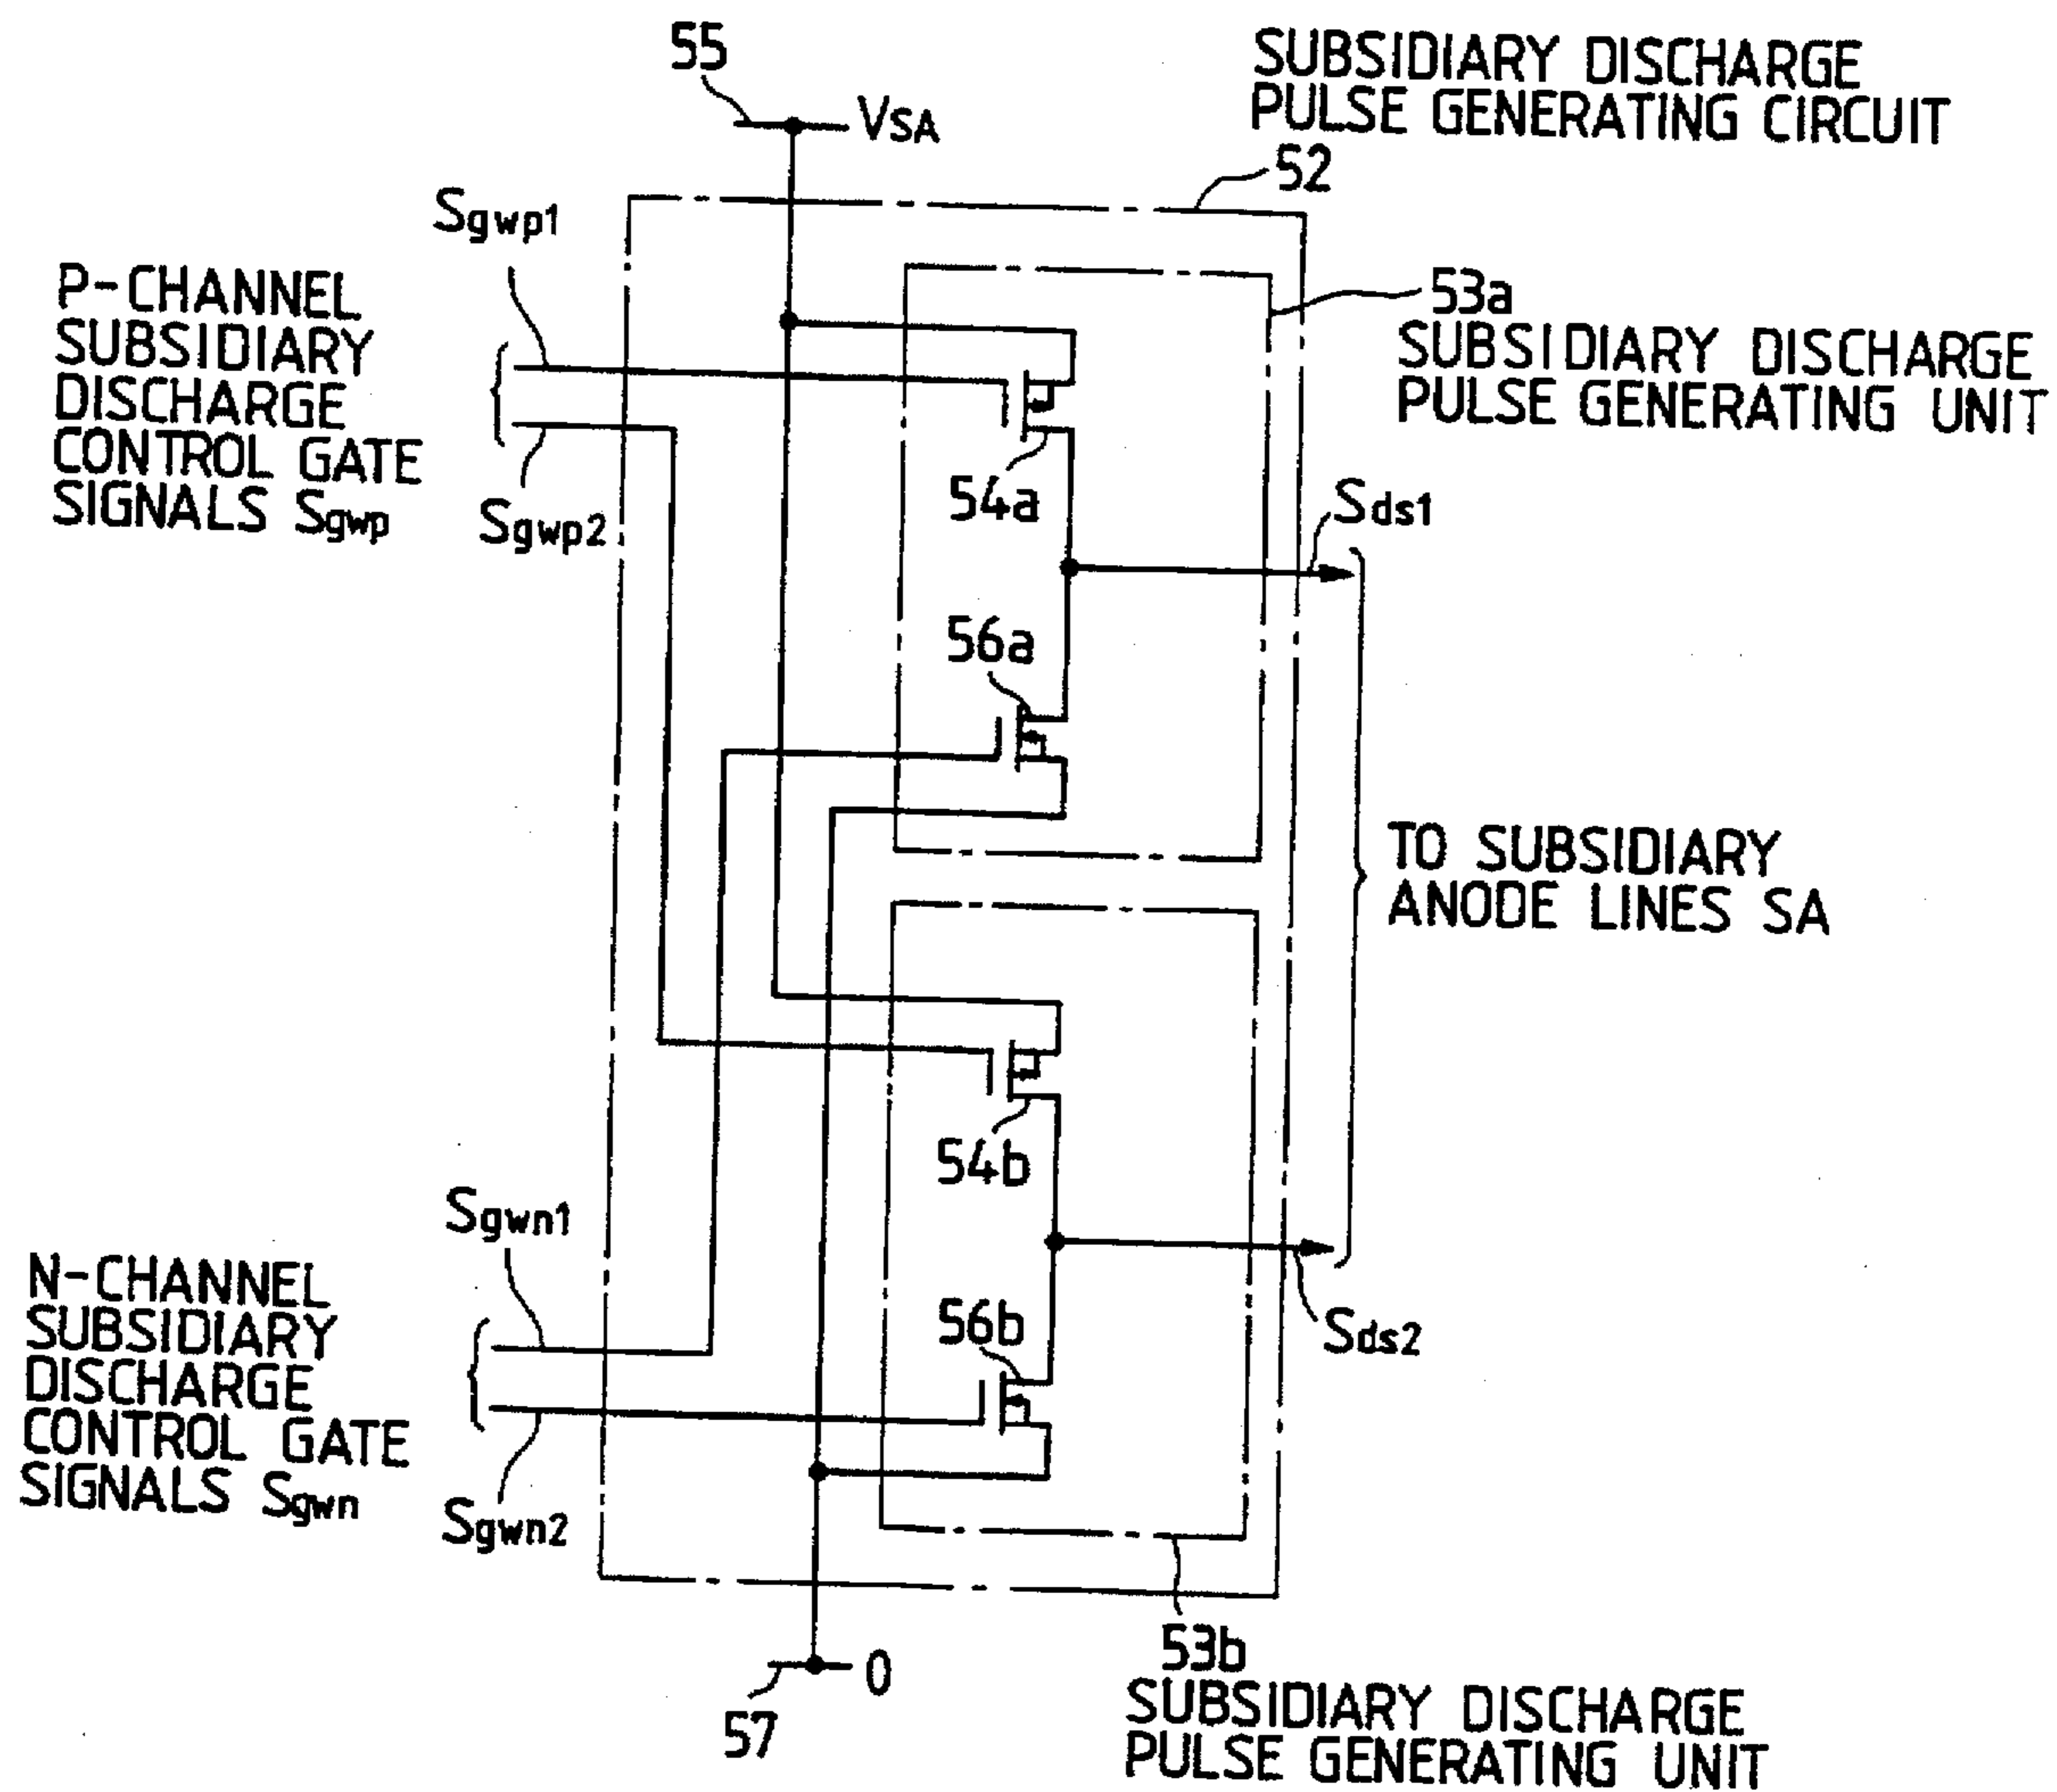 55
VSA
SUBSIDIARY DISCHARGE
PULSE GENERATING CIRCUIT
52
Sgwp1
P-CHANNEL
SUBSIDIARY
DISCHARGE
CONTROL GATE
SIGNALS Sgwp
Sgwp2
53a
SUBSIDIARY DISCHARGE
PULSE GENERATING UNIT
54a
Sds1
56a
TO SUBSIDIARY
ANODE LINES SA
54b
Sgwn1
N-CHANNEL
SUBSIDIARY
DISCHARGE
CONTROL GATE
SIGNALS Sgwn
Sgwn2
56b
Sds2
53b
SUBSIDIARY DISCHARGE
PULSE GENERATING UNIT
0
57